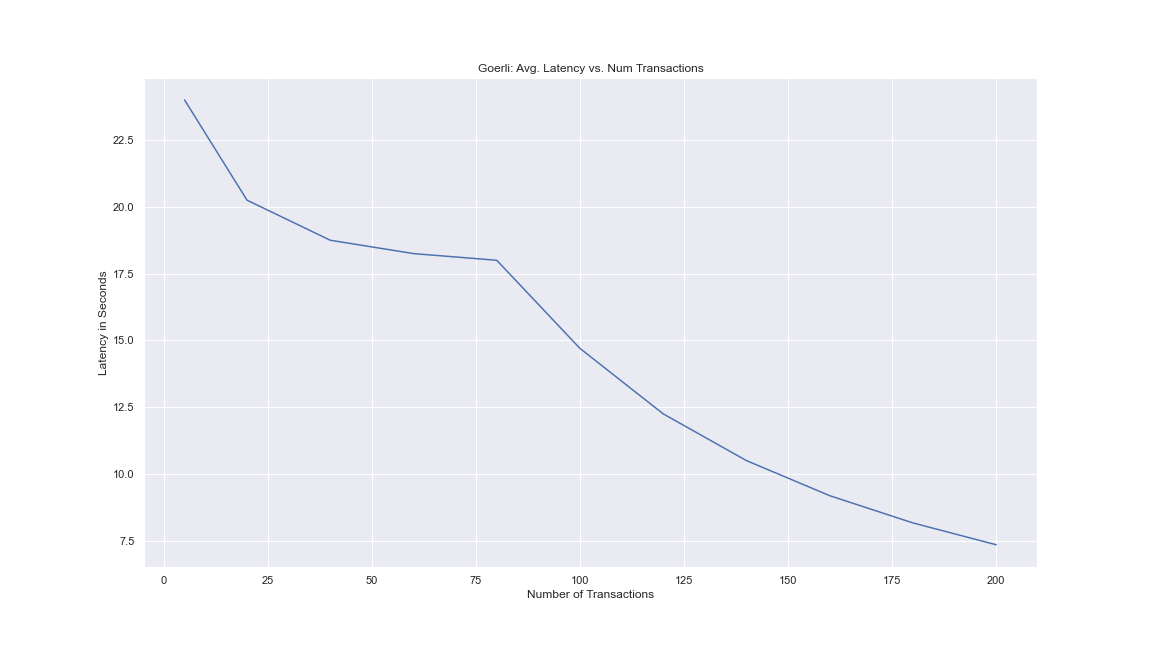 Goerli: Avg. Latency vs. Num Transactions
22.5
20.0
17.5
15.0
12.5
10.0
7.5
Latency in Seconds
0 25 50 75 100 125 150 175 200
Number of Transactions